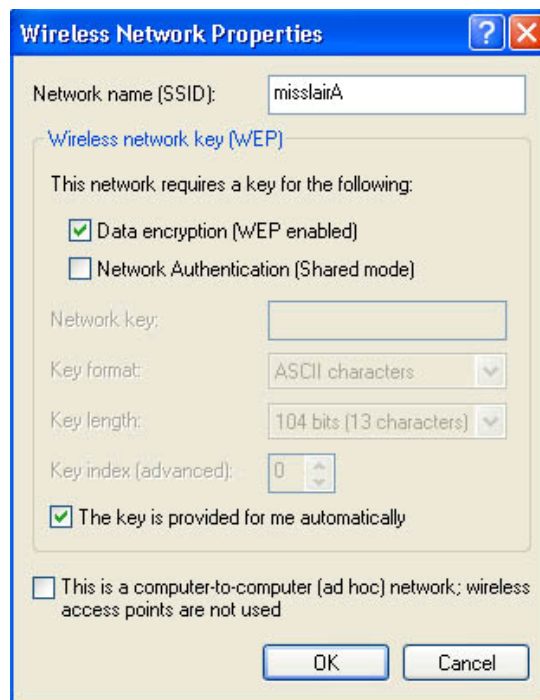 Wireless Network Properties
Network name (SSID): misslairA
Wireless network key (WEP)
This network requires a key for the following:
Data encryption (WEP enabled)
Network Authentication (Shared mode)
Network key:
Key format: ASCII characters
Key length: 104 bits (13 characters)
Key index (advanced): 0
The key is provided for me automatically
This is a computer-to-computer (ad hoc) network; wireless
access points are not used
OK Cancel